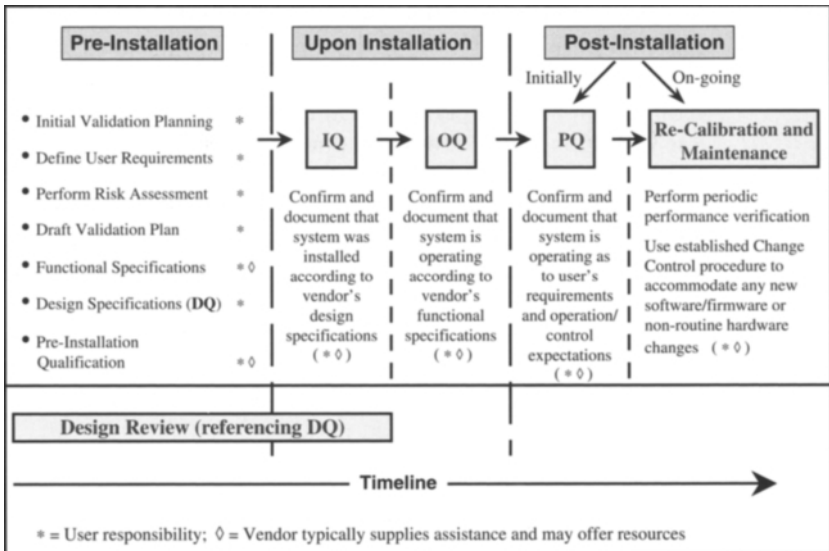 Pre-Installation
Upon Installation
Post-Installation
Initially
On-going
• Initial Validation Planning *
• Define User Requirements *
• Perform Risk Assessment *
• Draft Validation Plan *
• Functional Specifications * ◊
• Design Specifications (DQ) *
• Pre-Installation
Qualification * ◊
IQ
Confirm and
document that
system was
installed
according to
vendor's
design
specifications
( * ◊ )
OQ
Confirm and
document that
system is
operating
according to
vendor's
functional
specifications
( * ◊ )
PQ
Confirm and
document that
system is
operating as
to user's
requirements
and operation/
control
expectations
( * ◊ )
Re-Calibration and
Maintenance
Perform periodic
performance verification
Use established Change
Control procedure to
accommodate any new
software/firmware or
non-routine hardware
changes ( * ◊ )
Design Review (referencing DQ)
Timeline
* = User responsibility; ◊ = Vendor typically supplies assistance and may offer resources